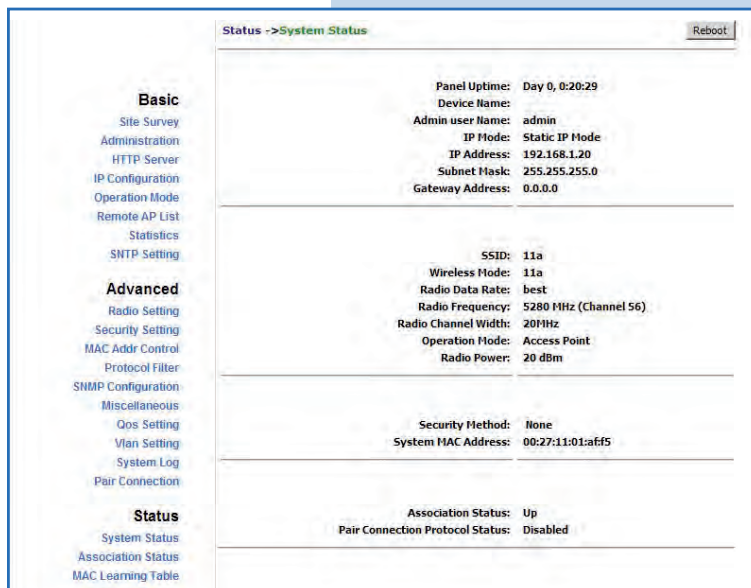 Status ->System Status
Reboot
Basic
Site Survey
Administration
HTTP Server
IP Configuration
Operation Mode
Remote AP List
Statistics
SNTP Setting
Advanced
Radio Setting
Security Setting
MAC Addr Control
Protocol Filter
SNMP Configuration
Miscellaneous
Qos Setting
Vlan Setting
System Log
Pair Connection
Status
System Status
Association Status
MAC Learning Table
Panel Uptime: Day 0, 0:20:29
Device Name:
Admin user Name: admin
IP Mode: Static IP Mode
IP Address: 192.168.1.20
Subnet Mask: 255.255.255.0
Gateway Address: 0.0.0.0
SSID: 11a
Wireless Mode: 11a
Radio Data Rate: best
Radio Frequency: 5280 MHz (Channel 56)
Radio Channel Width: 20MHz
Operation Mode: Access Point
Radio Power: 20 dBm
Security Method: None
System MAC Address: 00:27:11:01:af:f5
Association Status: Up
Pair Connection Protocol Status: Disabled